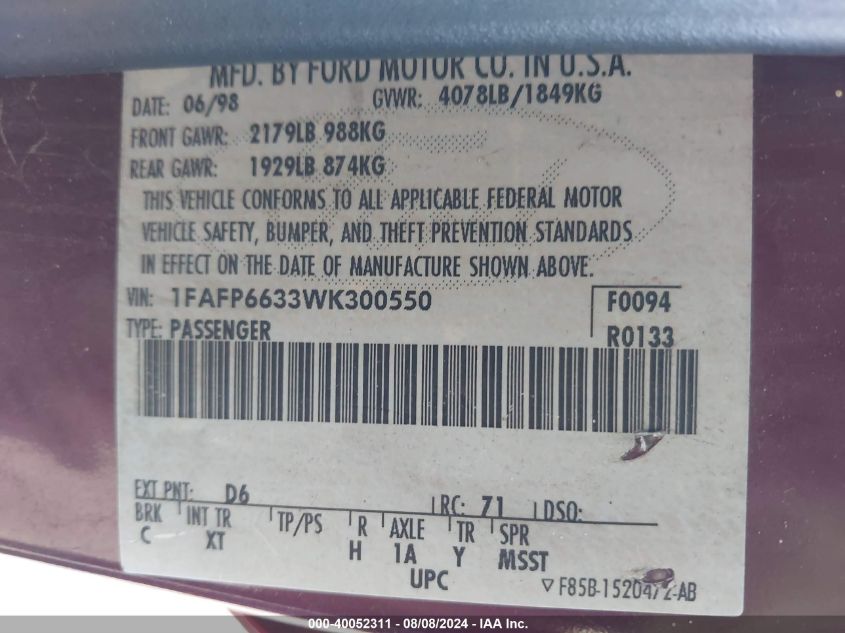 MFD. BY FORD MOTOR CO. IN U.S.A.
DATE: 06/98 GVWR: 4078LB/1849KG
FRONT GAWR: 2179LB 988KG
REAR GAWR: 1929LB 874KG
THIS VEHICLE CONFORMS TO ALL APPLICABLE FEDERAL MOTOR
VEHICLE SAFETY, BUMPER, AND THEFT PREVENTION STANDARDS
IN EFFECT ON THE DATE OF MANUFACTURE SHOWN ABOVE.
VIN: 1FAFP6633WK300550 F0094
TYPE: PASSENGER R0133
EXT PNT: D6 RC: 71 DSO:
BRK INT TR TP/PS R AXLE TR SPR
C XT H 1A Y MSST
UPC ▽F85B-1520472-AB
000-40052311 - 08/08/2024 - IAA Inc.